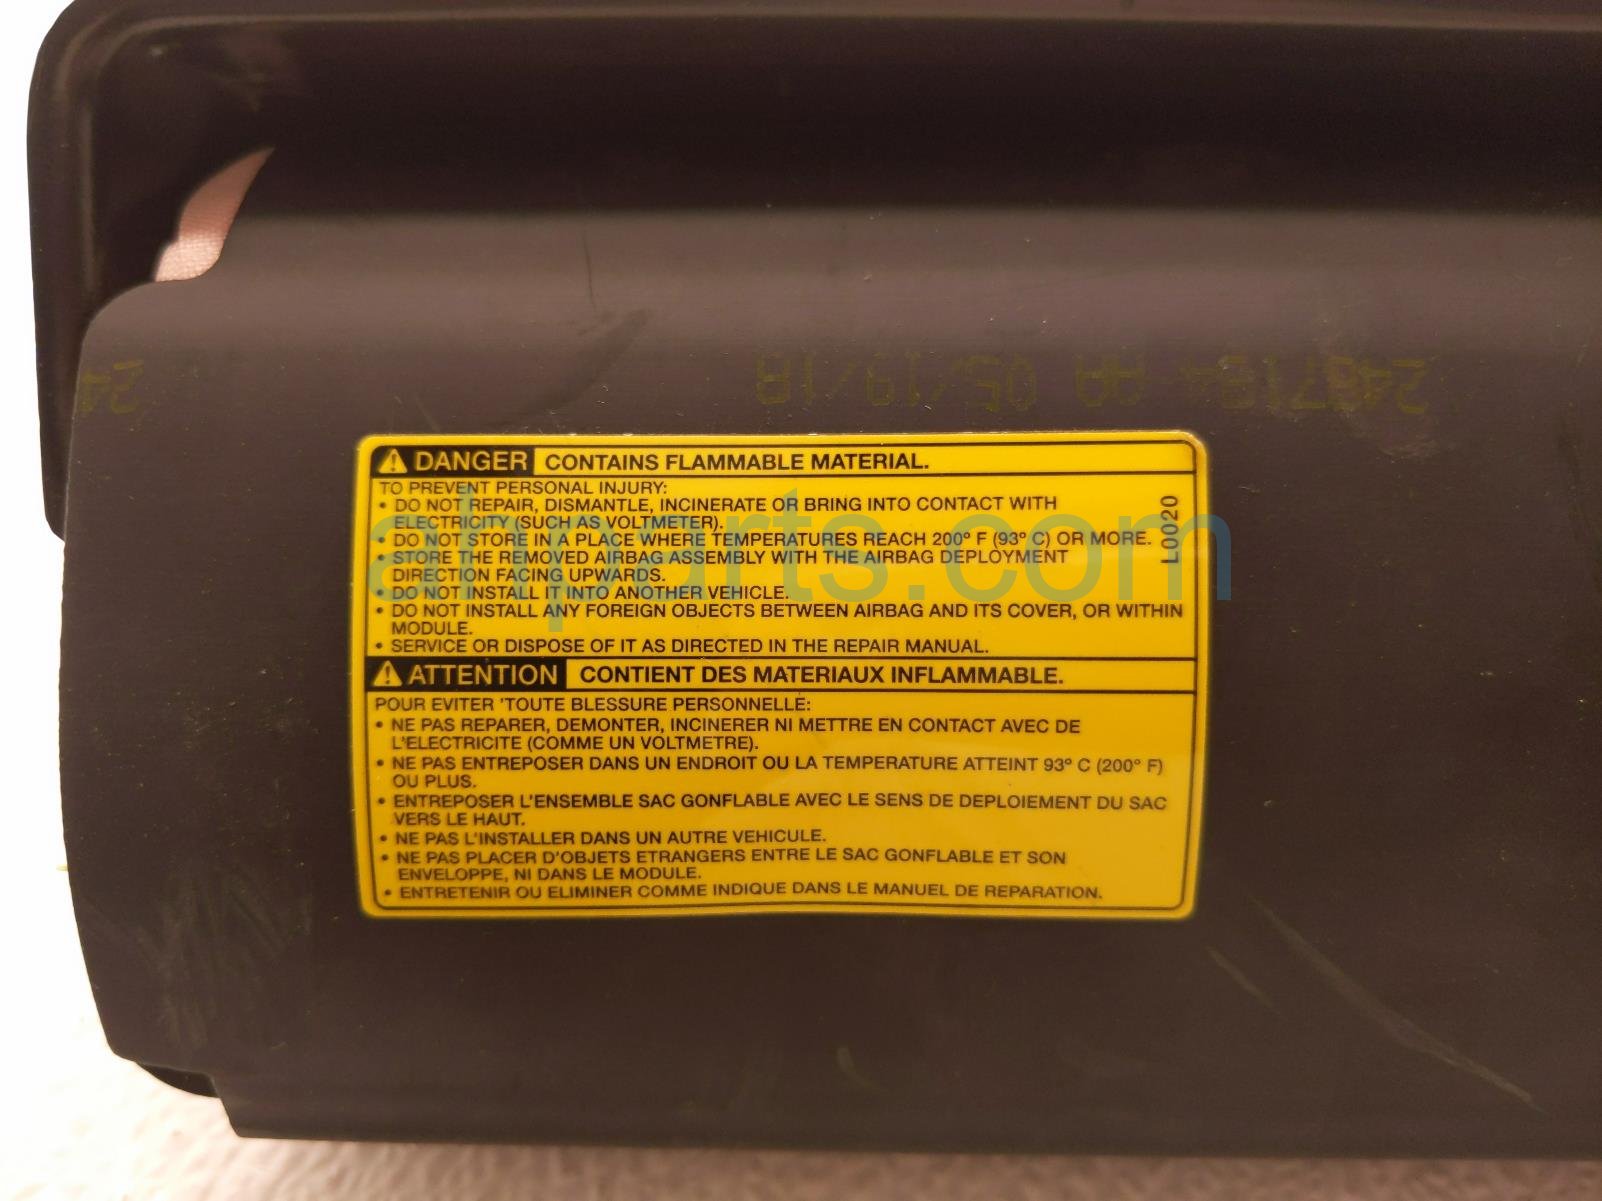 2487184 AA 05/19/18
24
DANGER CONTAINS FLAMMABLE MATERIAL.
TO PREVENT PERSONAL INJURY:
• DO NOT REPAIR, DISMANTLE, INCINERATE OR BRING INTO CONTACT WITH
ELECTRICITY (SUCH AS VOLTMETER).
• DO NOT STORE IN A PLACE WHERE TEMPERATURES REACH 200° F (93° C) OR MORE.
• STORE THE REMOVED AIRBAG ASSEMBLY WITH THE AIRBAG DEPLOYMENT
DIRECTION FACING UPWARDS.
• DO NOT INSTALL IT INTO ANOTHER VEHICLE.
• DO NOT INSTALL ANY FOREIGN OBJECTS BETWEEN AIRBAG AND ITS COVER, OR WITHIN
MODULE.
• SERVICE OR DISPOSE OF IT AS DIRECTED IN THE REPAIR MANUAL.
L0020
ATTENTION CONTIENT DES MATERIAUX INFLAMMABLE.
POUR EVITER 'TOUTE BLESSURE PERSONNELLE:
• NE PAS REPARER, DEMONTER, INCINERER NI METTRE EN CONTACT AVEC DE
L'ELECTRICITE (COMME UN VOLTMETRE).
• NE PAS ENTREPOSER DANS UN ENDROIT OU LA TEMPERATURE ATTEINT 93° C (200° F)
OU PLUS.
• ENTREPOSER L'ENSEMBLE SAC GONFLABLE AVEC LE SENS DE DEPLOIEMENT DU SAC
VERS LE HAUT.
• NE PAS L'INSTALLER DANS UN AUTRE VEHICULE.
• NE PAS PLACER D'OBJETS ETRANGERS ENTRE LE SAC GONFLABLE ET SON
ENVELOPPE, NI DANS LE MODULE.
• ENTRETENIR OU ELIMINER COMME INDIQUE DANS LE MANUEL DE REPARATION.
ahparts.com